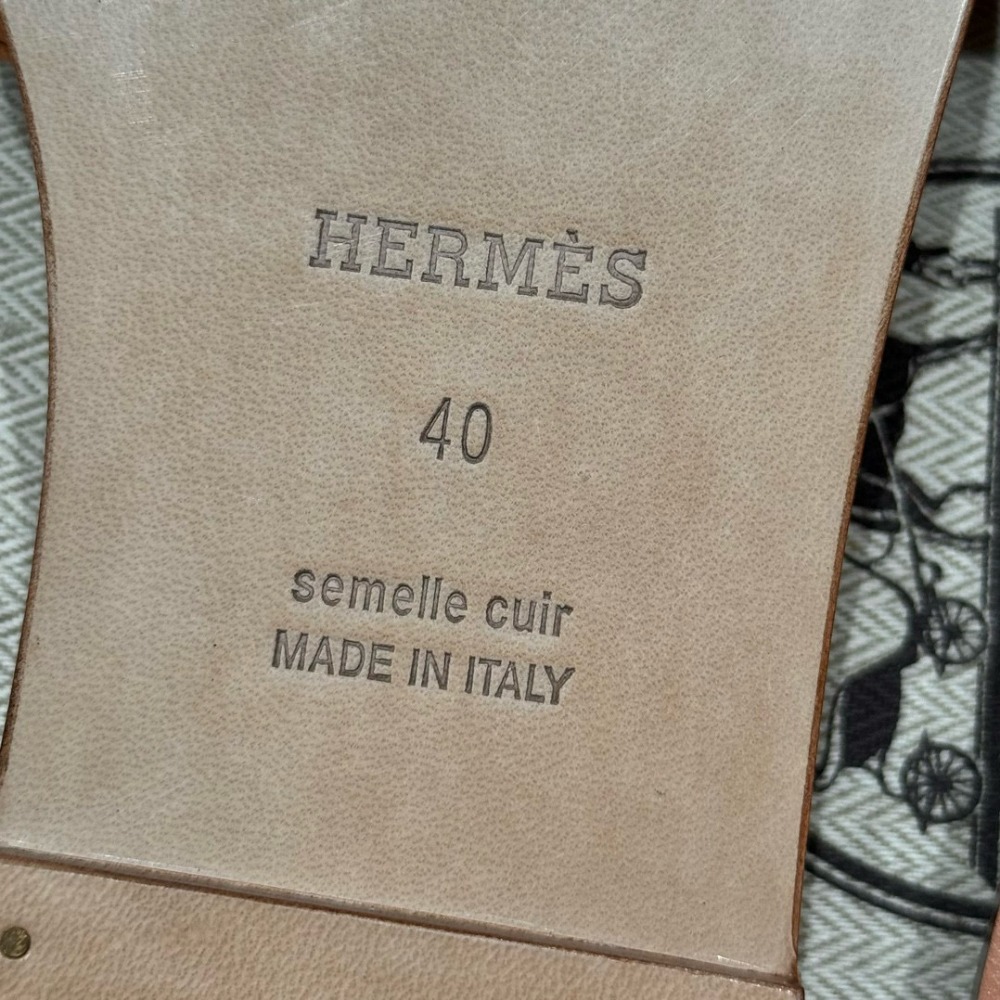 HERMÈS
40
semelle cuir
MADE IN ITALY